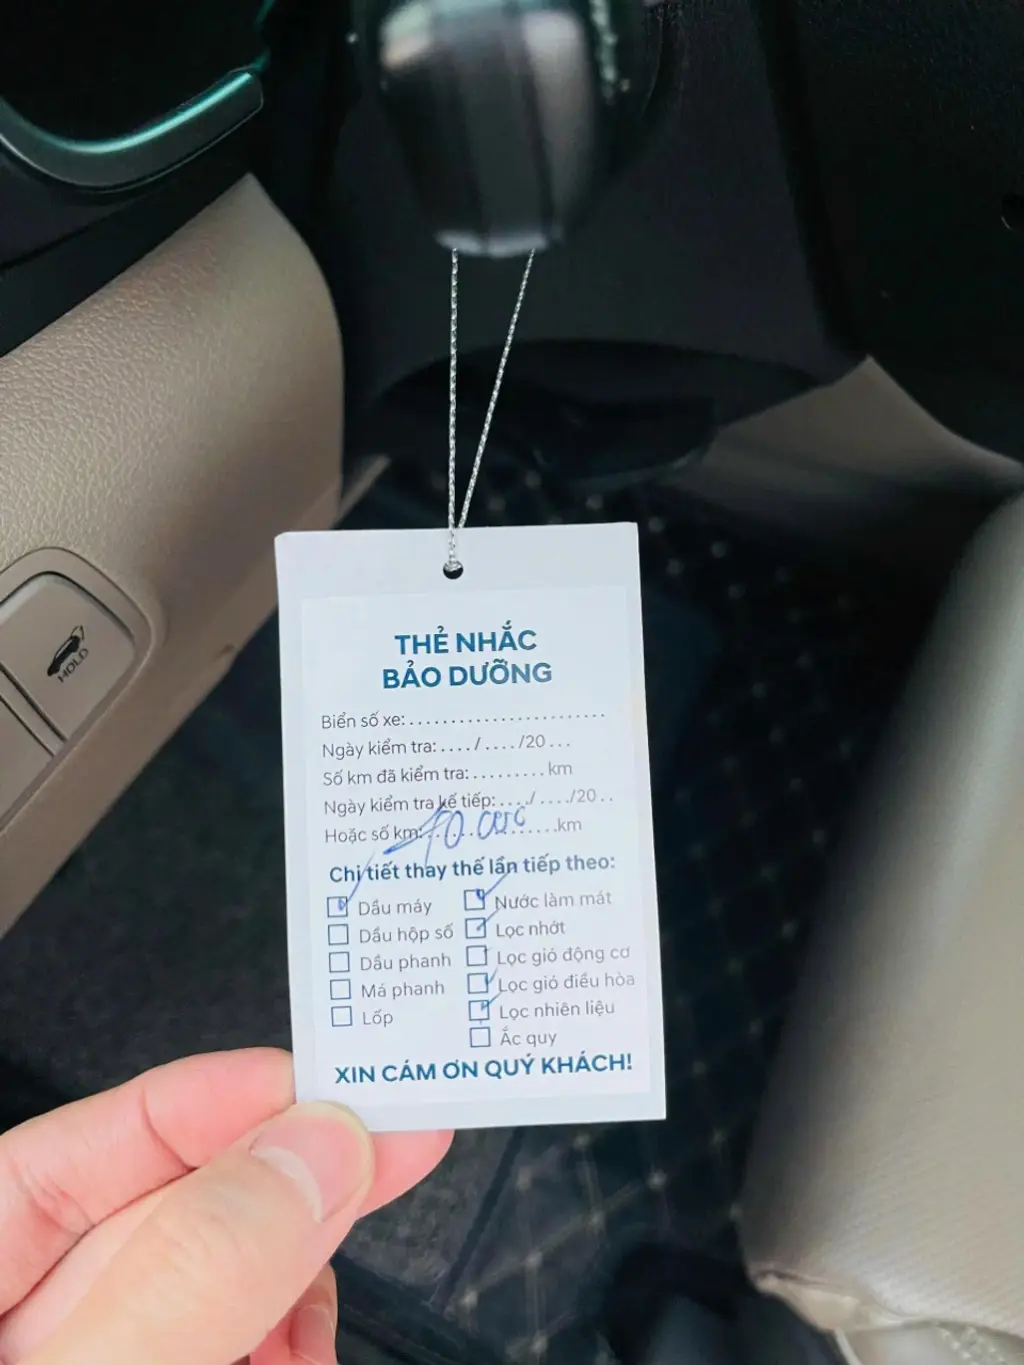 HOLD
THẺ NHẮC
BẢO DƯỠNG
Biển số xe:........................
Ngày kiểm tra:..../..../20...
Số km đã kiểm tra:.........km
Ngày kiểm tra kế tiếp:..../..../20..
Hoặc số km:................km
Chi tiết thay thế lần tiếp theo:
Dầu máy Nước làm mát
Dầu hộp số Lọc nhớt
Dầu phanh Lọc gió động cơ
Má phanh Lọc gió điều hòa
Lốp Lọc nhiên liệu
Ắc quy
XIN CÁM ƠN QUÝ KHÁCH!